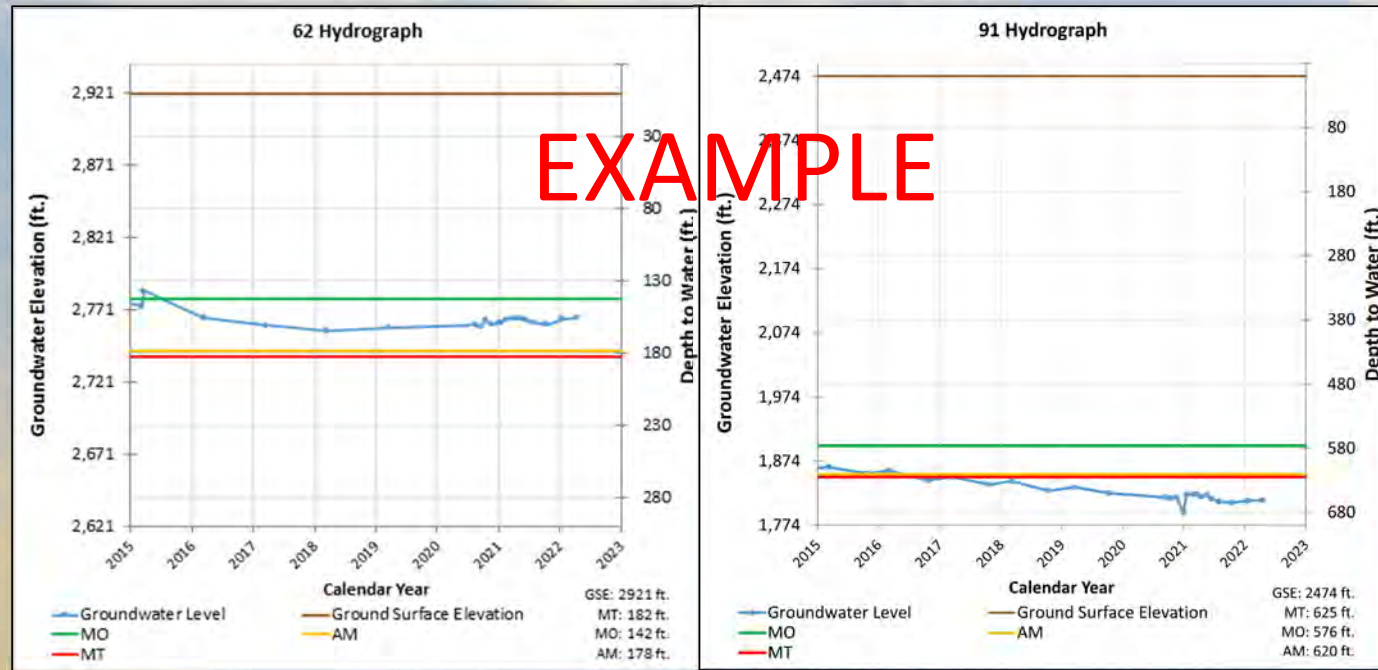 62 Hydrograph
Groundwater Elevation (ft.)
2,921
2,871
2,821
2,771
2,721
2,671
2,621
30
80
130
180
230
280
Depth to Water (ft.)
2015 2016 2017 2018 2019 2020 2021 2022 2023
Calendar Year
Groundwater Level
Ground Surface Elevation
MO
AM
MT
GSE: 2921 ft.
MT: 182 ft.
MO: 142 ft.
AM: 178 ft.
EXAMPLE
91 Hydrograph
Groundwater Elevation (ft.)
2,474
2,374
2,274
2,174
2,074
1,974
1,874
1,774
80
180
280
380
480
580
680
Depth to Water (ft.)
2015 2016 2017 2018 2019 2020 2021 2022 2023
Calendar Year
Groundwater Level
Ground Surface Elevation
MO
AM
MT
GSE: 2474 ft.
MT: 625 ft.
MO: 576 ft.
AM: 620 ft.